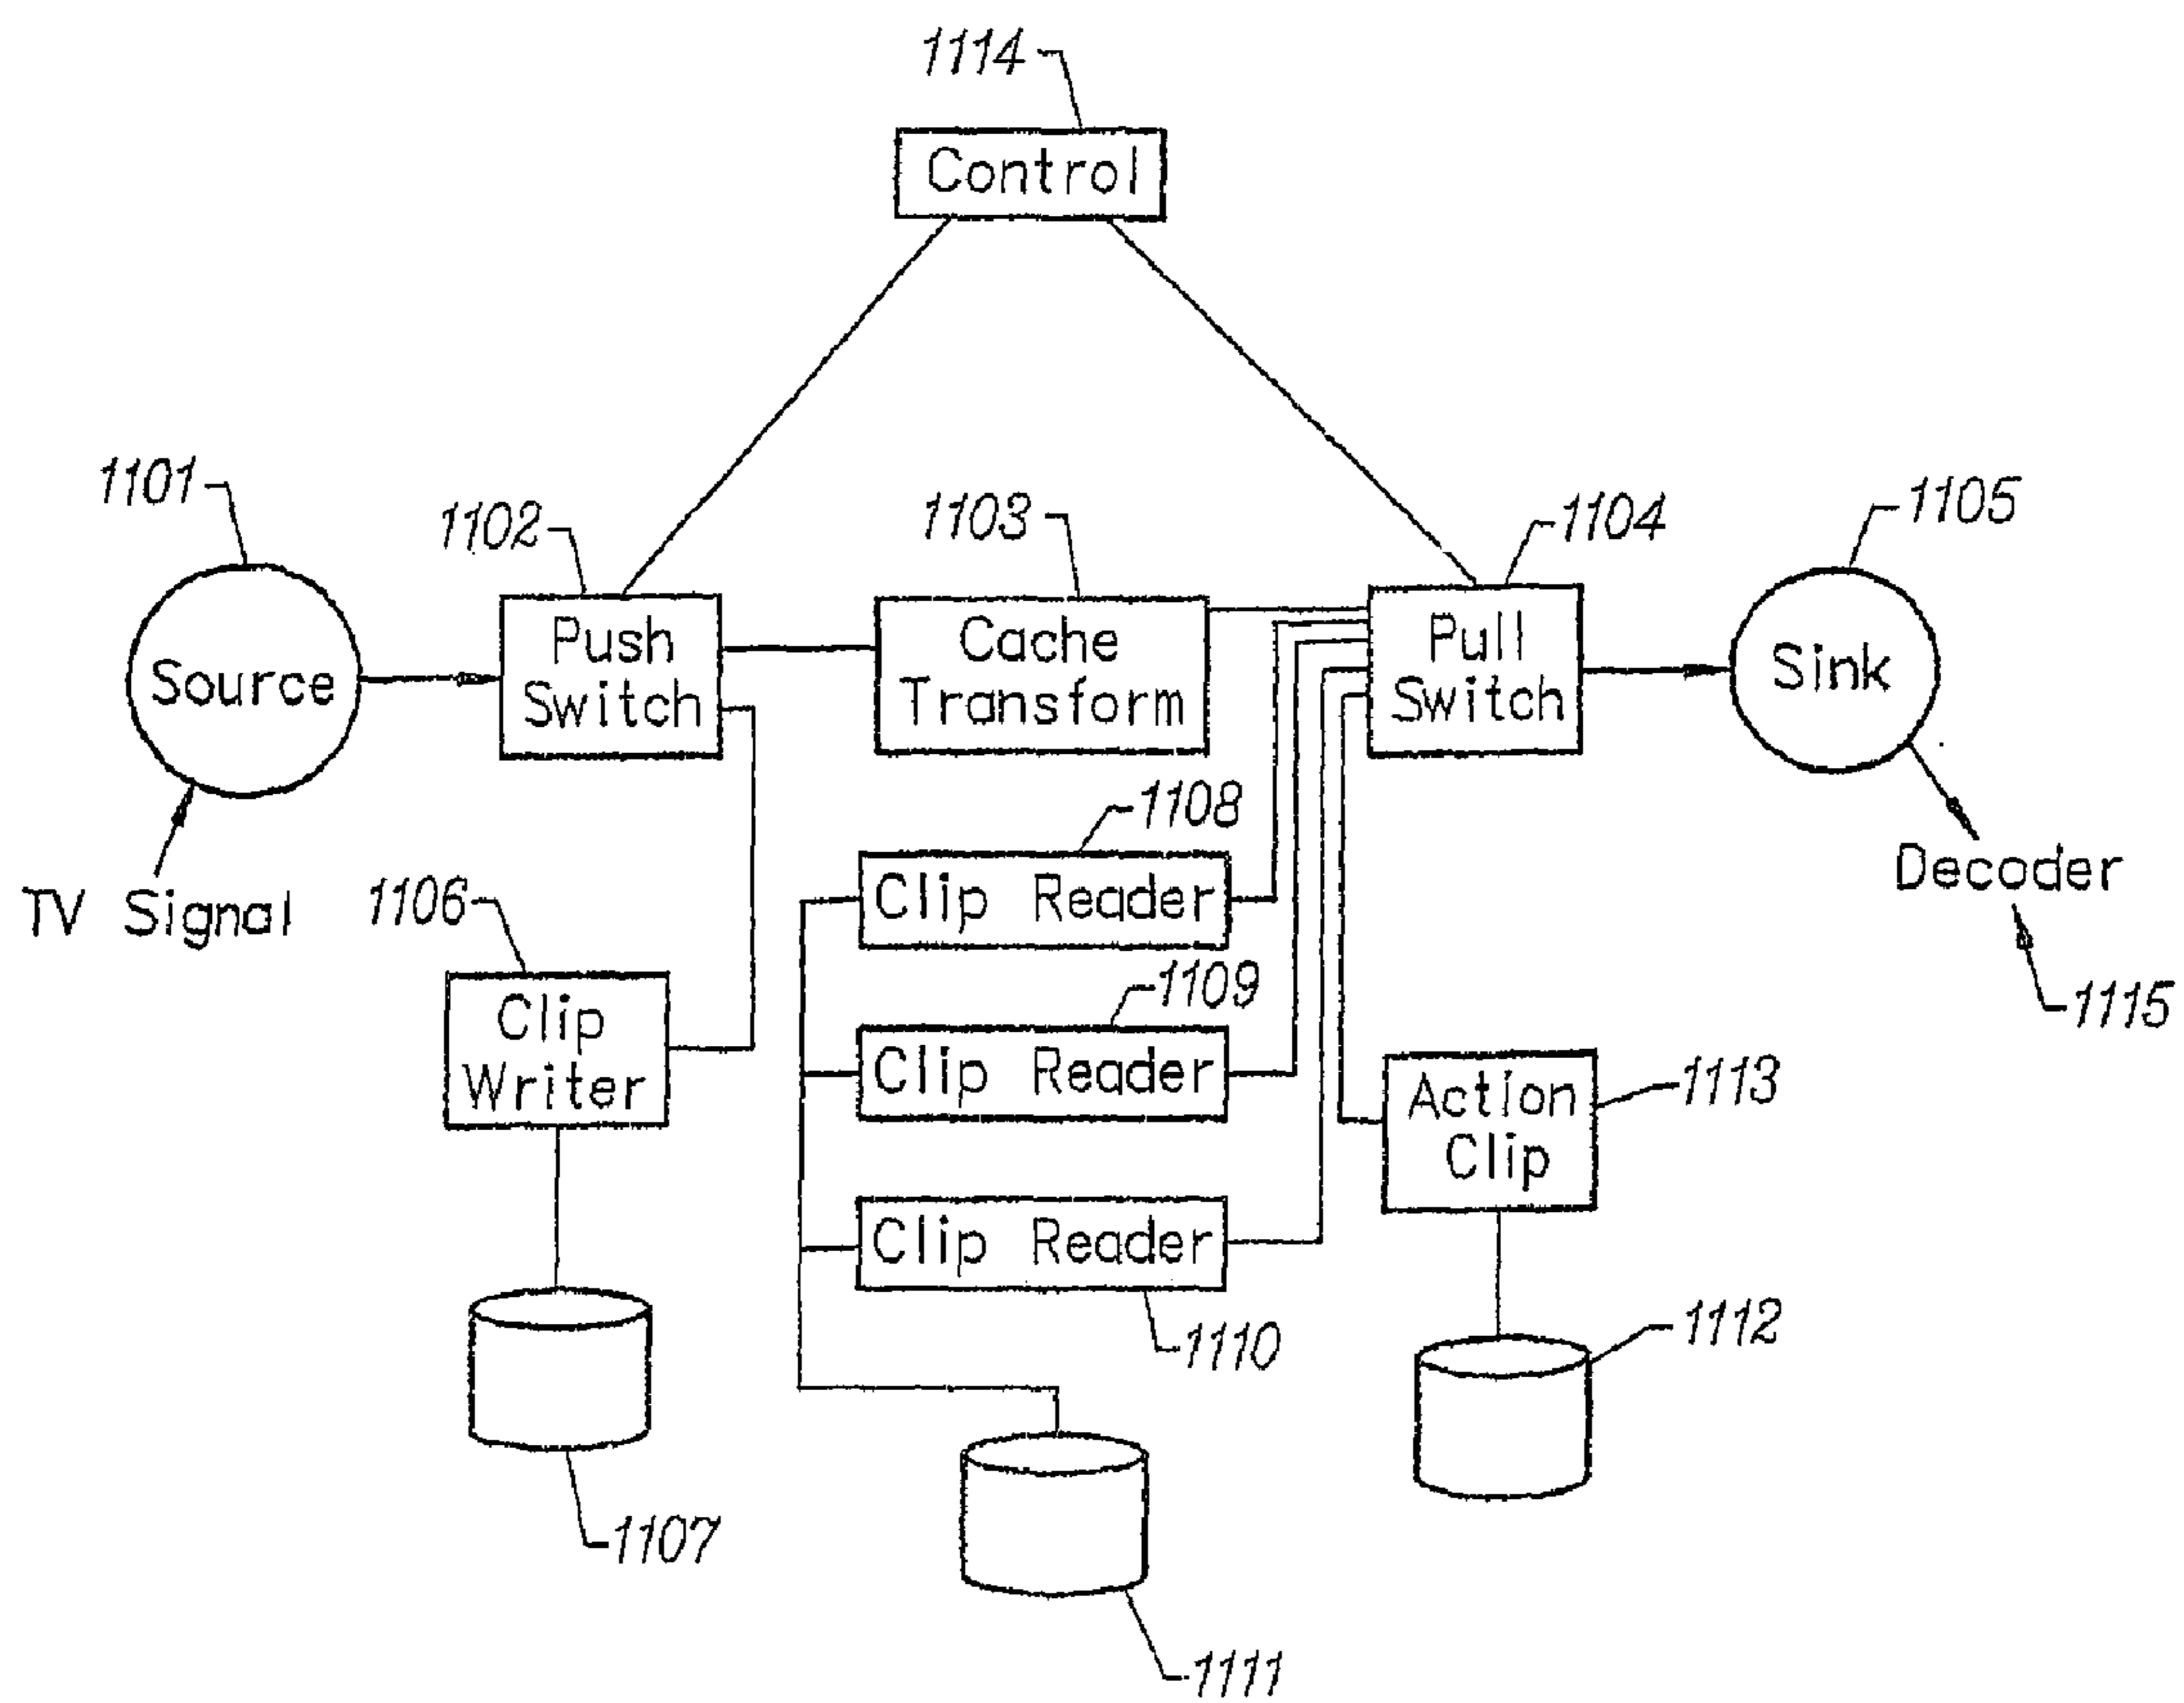 1114
Control
1101
1102
1103
1104
1105
Source
Push
Switch
Cache
Transform
Pull
Switch
Sink
TV Signal
1108
Clip Reader
Decoder
1115
1106
Clip
Writer
1109
Clip Reader
Action
Clip
1113
Clip Reader
1110
1112
1107
1111